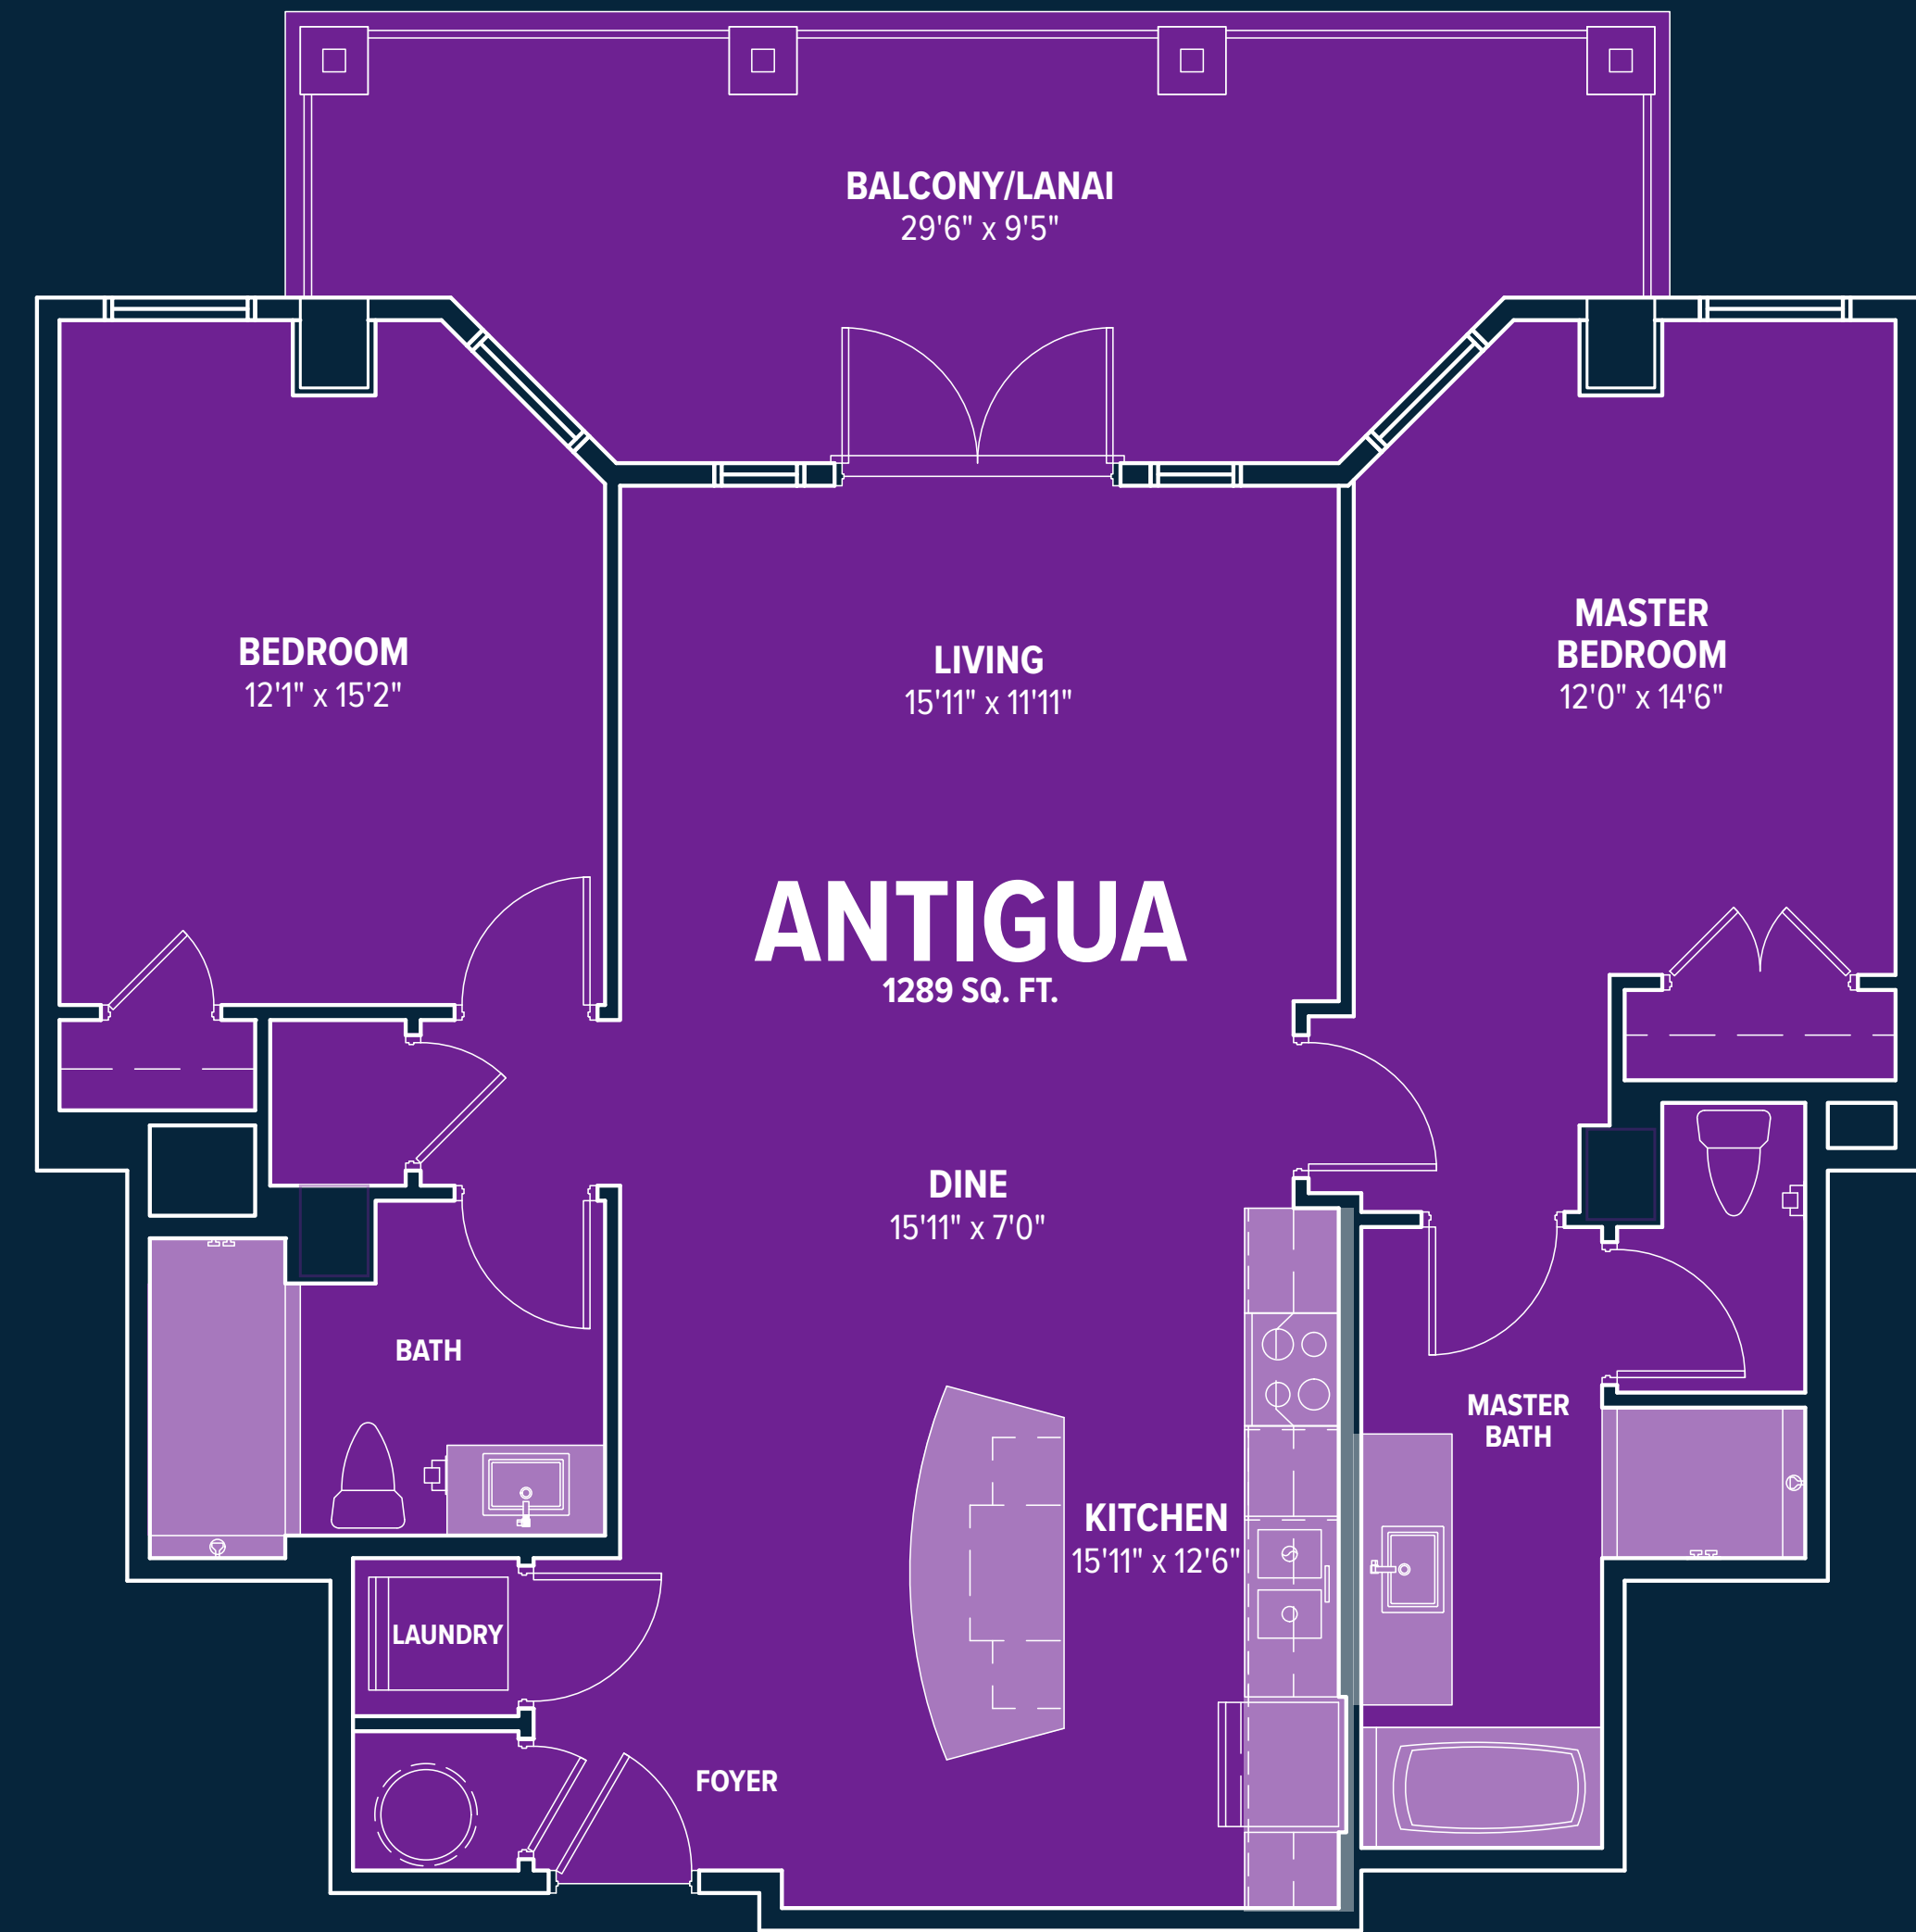 BALCONY/LANAI
29'6" x 9'5"
BEDROOM
12'1" x 15'2"
LIVING
15'11" x 11'11"
MASTER
BEDROOM
12'0" x 14'6"
ANTIGUA
1289 SQ. FT.
DINE
15'11" x 7'0"
BATH
MASTER
BATH
KITCHEN
15'11" x 12'6"
LAUNDRY
FOYER